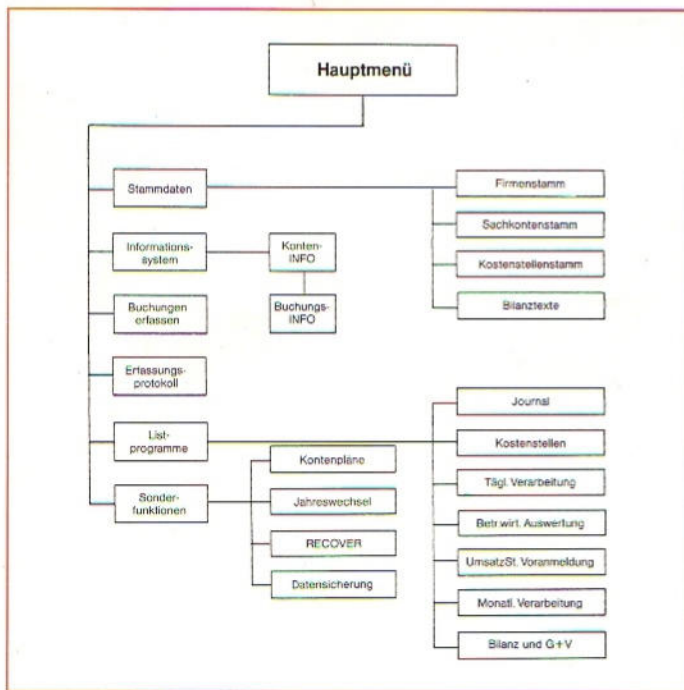 Hauptmenü
Stammdaten
Firmenstamm
Sachkontenstamm
Kostenstellenstamm
Bilanztexte
Informations-
system
Konten-
INFO
Buchungs-
INFO
Buchungen
erfassen
Erfassungs-
protokoll
List-
programme
Journal
Kostenstellen
Tägl. Verarbeitung
Betr.wirt. Auswertung
UmsatzSt. Voranmeldung
Monatl. Verarbeitung
Bilanz und G+V
Sonder-
funktionen
Kontenpläne
Jahreswechsel
RECOVER
Datensicherung